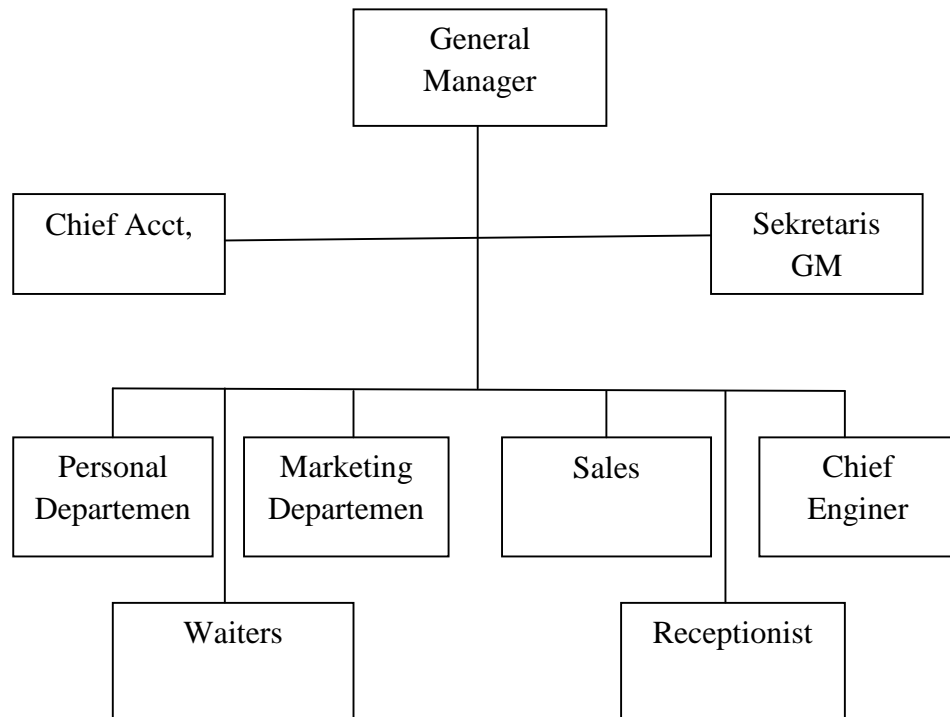 General
Manager
Chief Acct,
Sekretaris
GM
Personal
Departemen
Marketing
Departemen
Sales
Chief
Enginer
Waiters
Receptionist